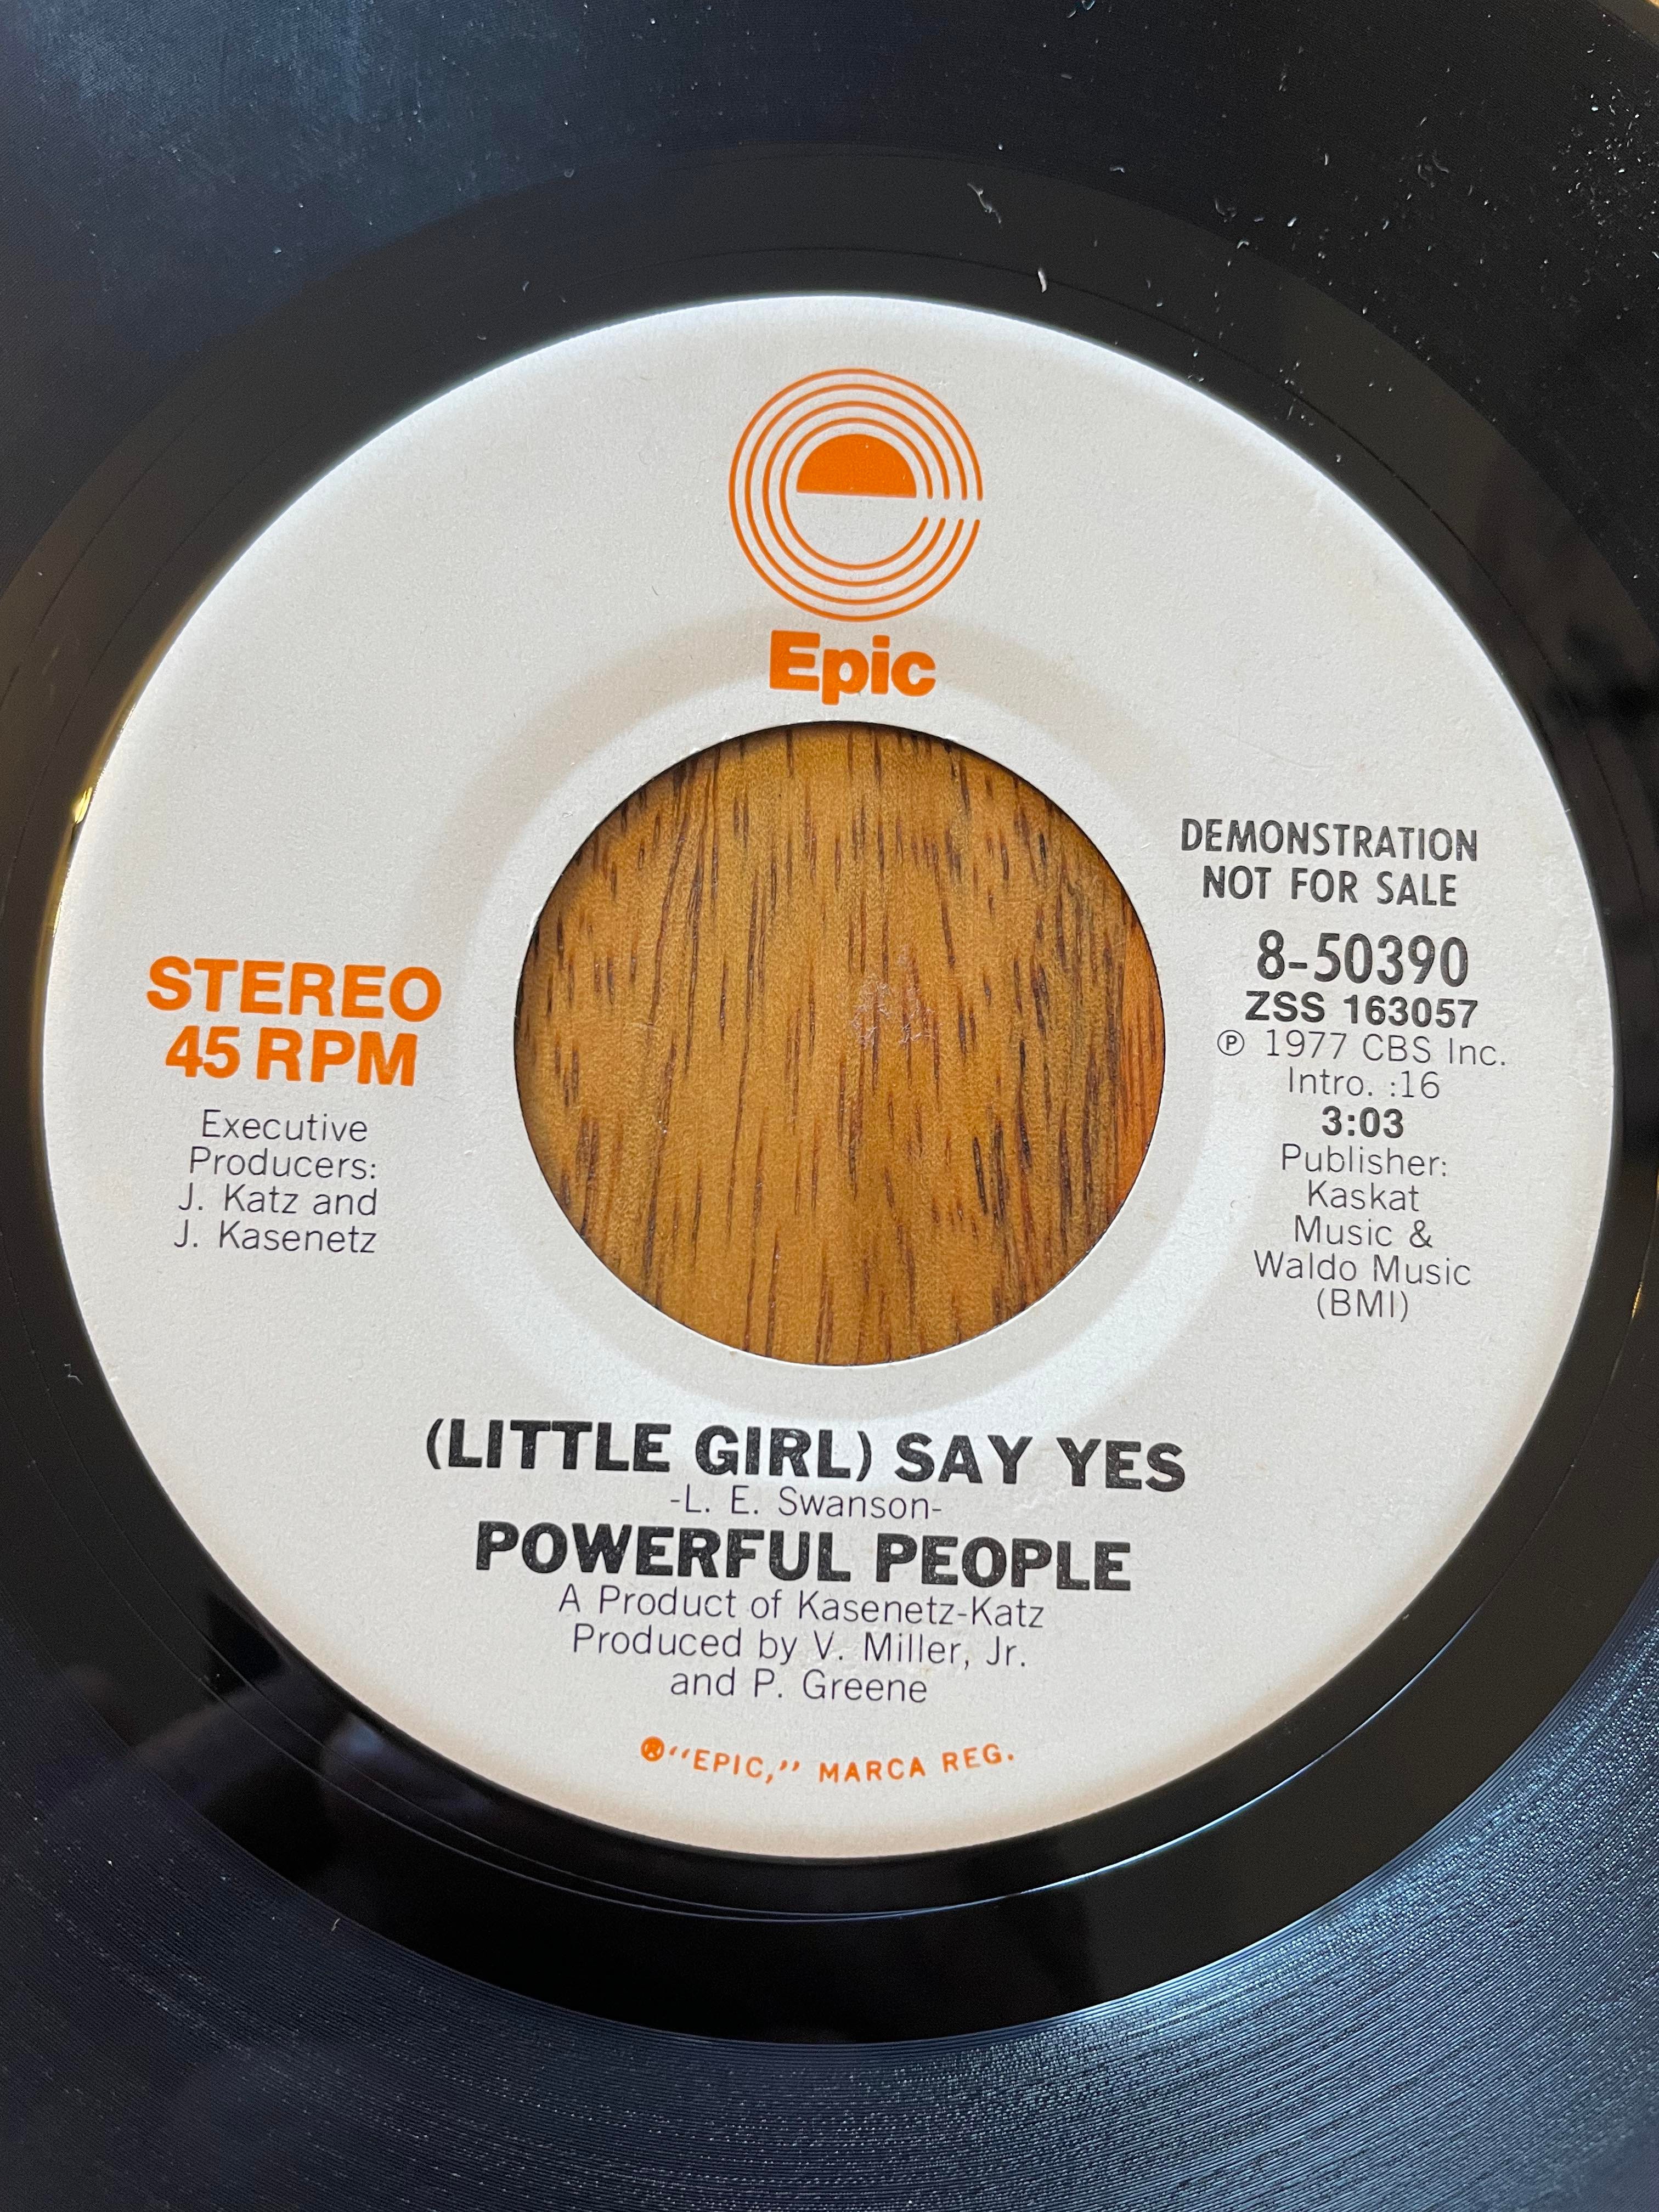 Epic
DEMONSTRATION
NOT FOR SALE
8-50390
ZSS 163057
℗ 1977 CBS Inc.
Intro. :16
3:03
Publisher:
Kaskat
Music &
Waldo Music
(BMI)
STEREO
45 RPM
Executive
Producers:
J. Katz and
J. Kasenetz
(LITTLE GIRL) SAY YES
-L. E. Swanson-
POWERFUL PEOPLE
A Product of Kasenetz-Katz
Produced by V. Miller, Jr.
and P. Greene
®“EPIC,” MARCA REG.